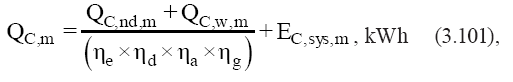 Q_C,m = (Q_C,nd,m + Q_C,w,m) / (η_e × η_d × η_a × η_g) + E_C,sys,m , kWh (3.101),